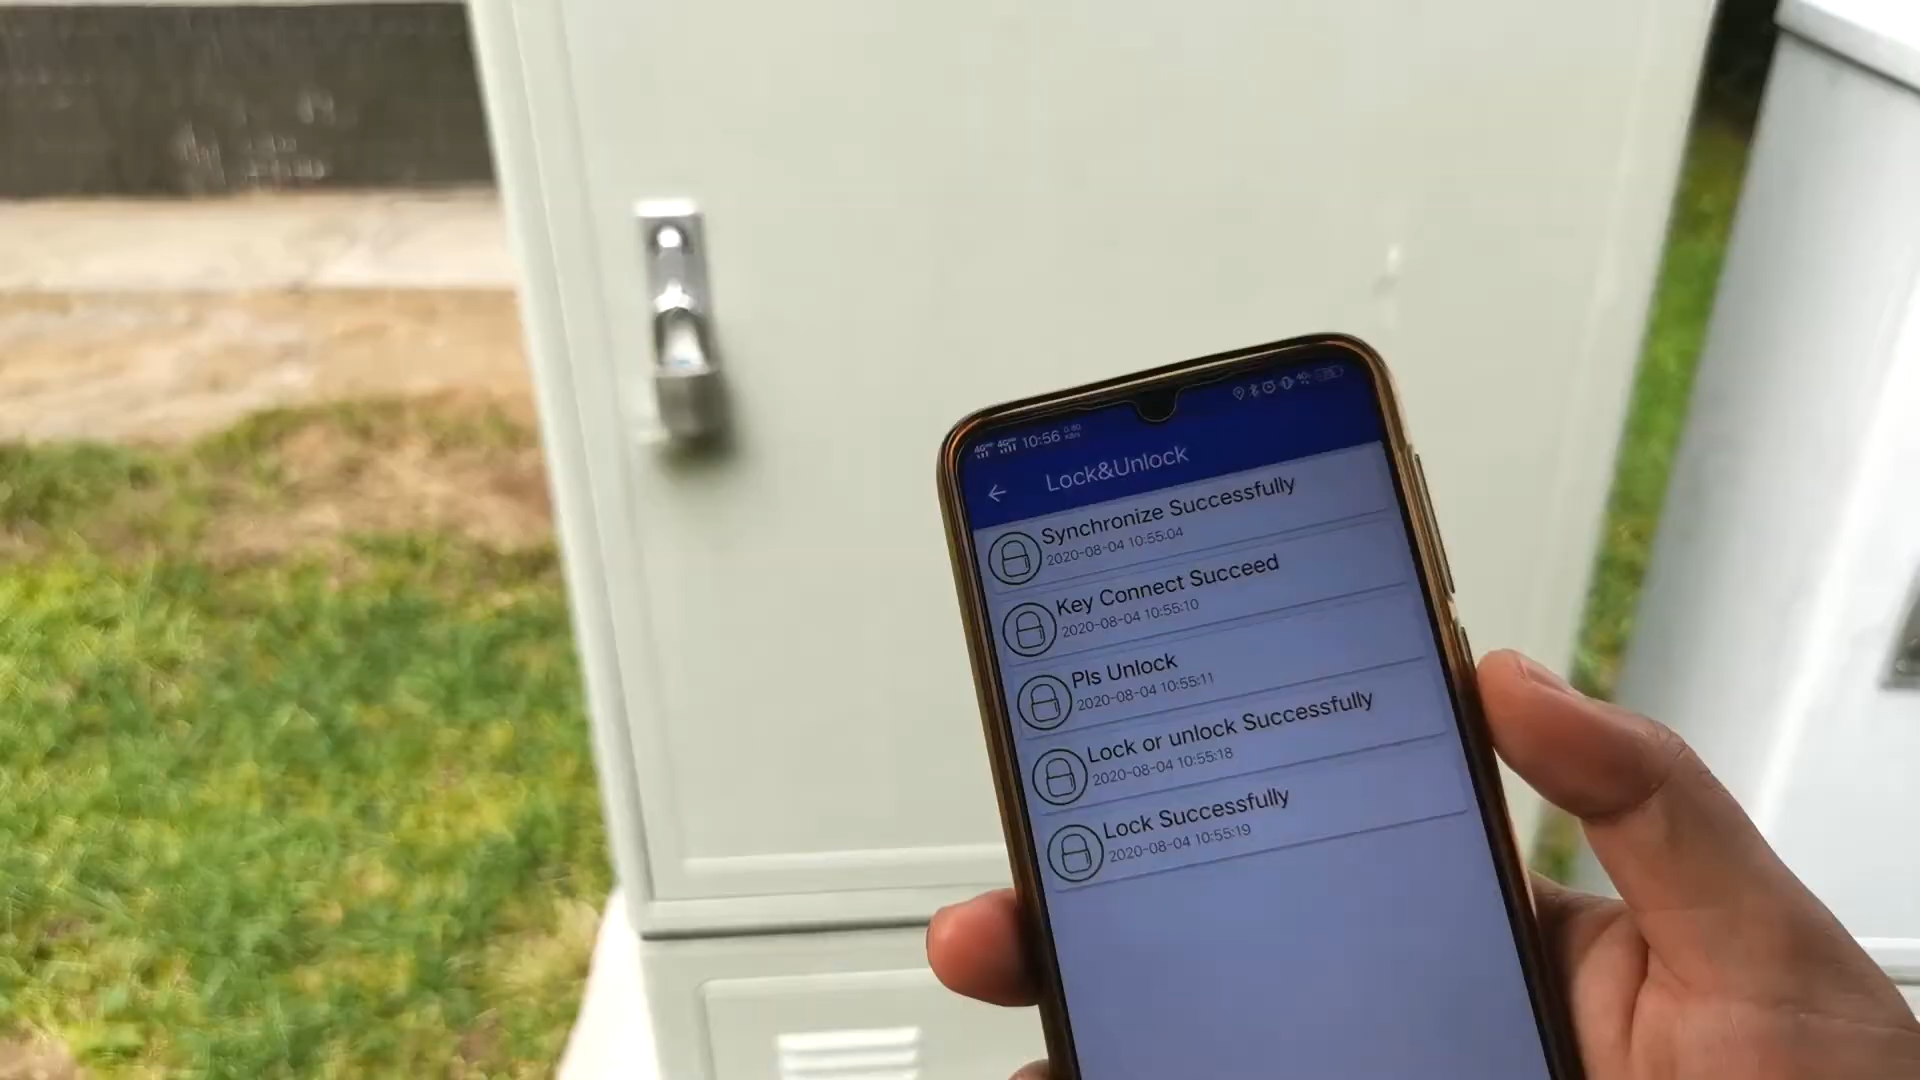 10:56
Lock&Unlock
Synchronize Successfully
2020-08-04 10:55:04
Key Connect Succeed
2020-08-04 10:55:10
Pls Unlock
2020-08-04 10:55:11
Lock or unlock Successfully
2020-08-04 10:55:18
Lock Successfully
2020-08-04 10:55:19